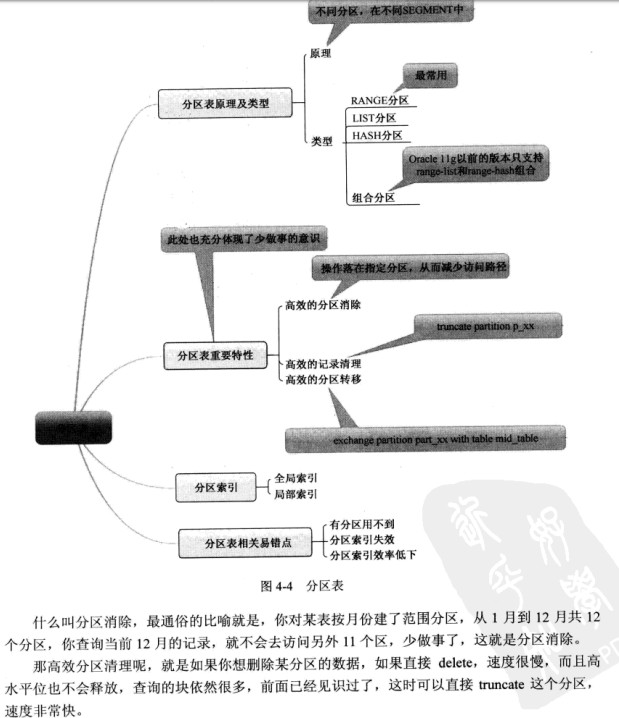 不同分区，在不同SEGMENT中
原理
最常用
分区表原理及类型
RANGE分区
LIST分区
HASH分区
类型
Oracle 11g以前的版本只支持
range-list和range-hash组合
组合分区
此处也充分体现了少做事的意识
操作落在指定分区，从而减少访问路径
高效的分区消除
truncate partition p_xx
分区表重要特性
高效的记录清理
高效的分区转移
exchange partition part_xx with table mid_table
分区索引
全局索引
局部索引
分区表相关易错点
有分区用不到
分区索引失效
分区索引效率低下
图 4-4 分区表
什么叫分区消除，最通俗的比喻就是，你对某表按月份建了范围分区，从 1 月到 12 月共 12
个分区，你查询当前 12 月的记录，就不会去访问另外 11 个区，少做事了，这就是分区消除。
那高效分区清理呢，就是如果你想删除某分区的数据，如果直接 delete，速度很慢，而且高
水平位也不会释放，查询的块依然很多，前面已经见识过了，这时可以直接 truncate 这个分区，
速度非常快。